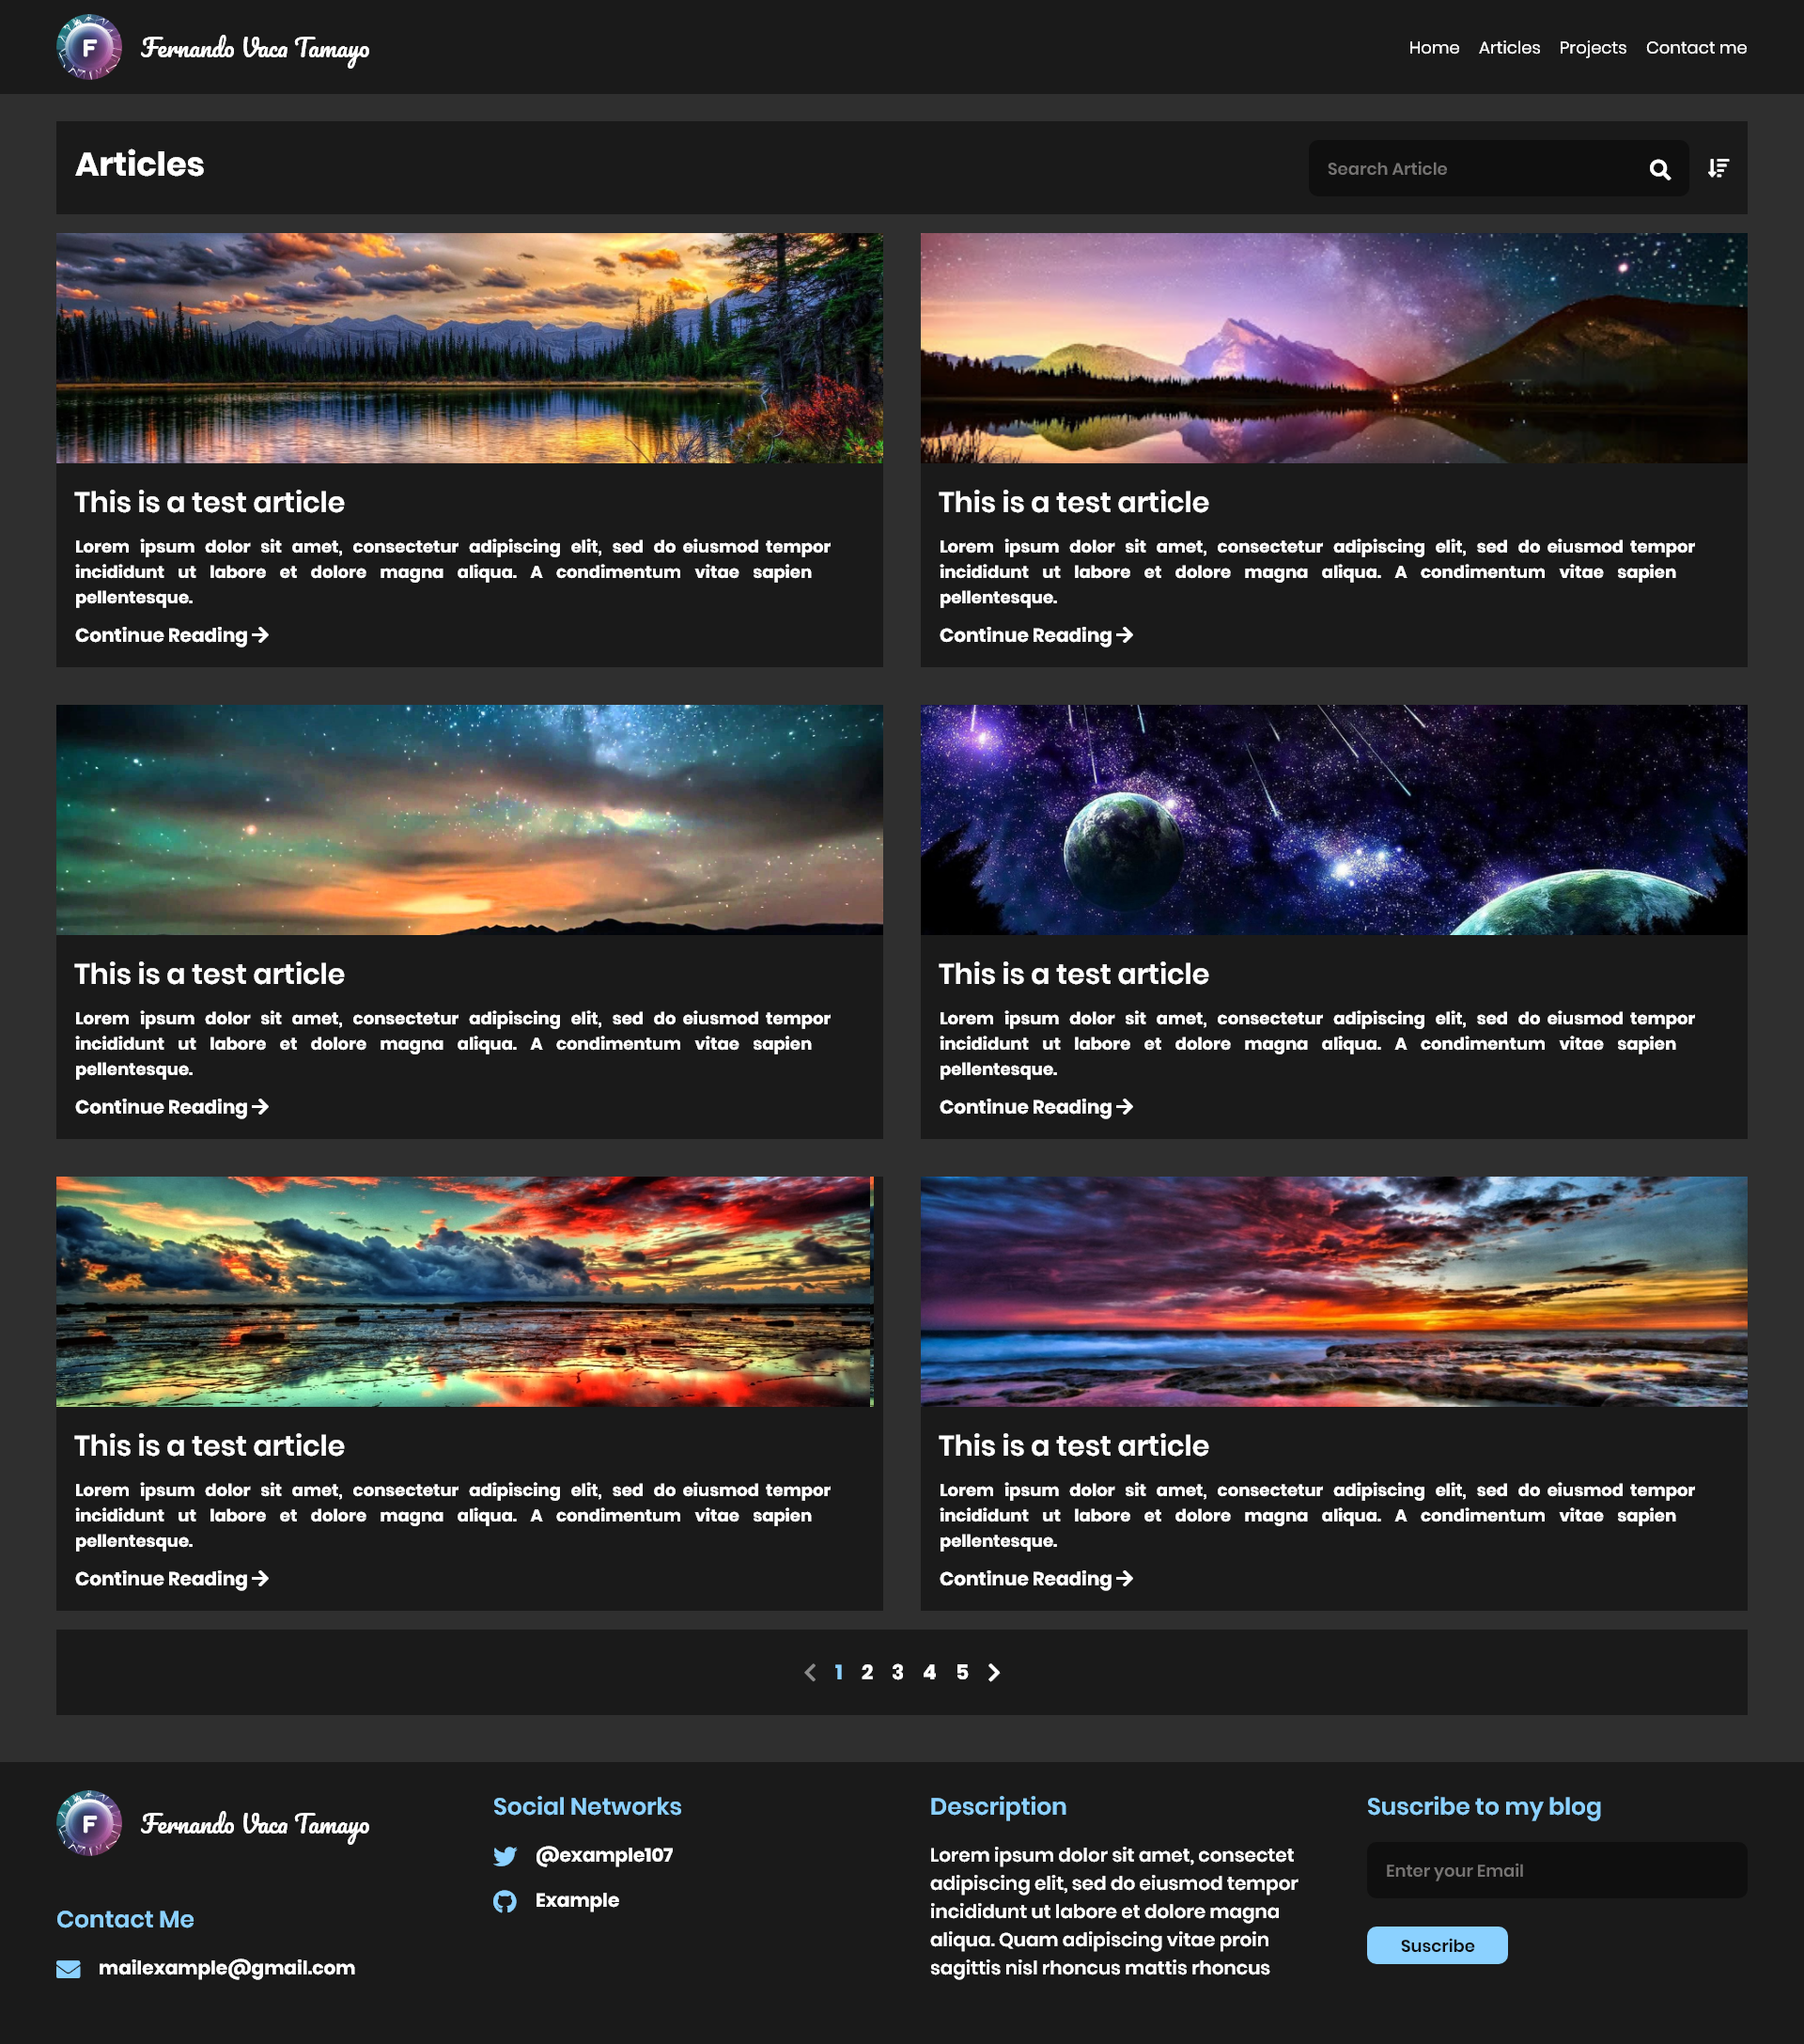 F Fernando Vaca Tamayo
Home Articles Projects Contact me
Articles
Search Article
This is a test article
Lorem ipsum dolor sit amet, consectetur adipiscing elit, sed do eiusmod tempor
incididunt ut labore et dolore magna aliqua. A condimentum vitae sapien
pellentesque.
Continue Reading
This is a test article
Lorem ipsum dolor sit amet, consectetur adipiscing elit, sed do eiusmod tempor
incididunt ut labore et dolore magna aliqua. A condimentum vitae sapien
pellentesque.
Continue Reading
This is a test article
Lorem ipsum dolor sit amet, consectetur adipiscing elit, sed do eiusmod tempor
incididunt ut labore et dolore magna aliqua. A condimentum vitae sapien
pellentesque.
Continue Reading
This is a test article
Lorem ipsum dolor sit amet, consectetur adipiscing elit, sed do eiusmod tempor
incididunt ut labore et dolore magna aliqua. A condimentum vitae sapien
pellentesque.
Continue Reading
This is a test article
Lorem ipsum dolor sit amet, consectetur adipiscing elit, sed do eiusmod tempor
incididunt ut labore et dolore magna aliqua. A condimentum vitae sapien
pellentesque.
Continue Reading
This is a test article
Lorem ipsum dolor sit amet, consectetur adipiscing elit, sed do eiusmod tempor
incididunt ut labore et dolore magna aliqua. A condimentum vitae sapien
pellentesque.
Continue Reading
1 2 3 4 5
F Fernando Vaca Tamayo
Contact Me
mailexample@gmail.com
Social Networks
@example107
Example
Description
Lorem ipsum dolor sit amet, consectet
adipiscing elit, sed do eiusmod tempor
incididunt ut labore et dolore magna
aliqua. Quam adipiscing vitae proin
sagittis nisl rhoncus mattis rhoncus
Suscribe to my blog
Enter your Email
Suscribe